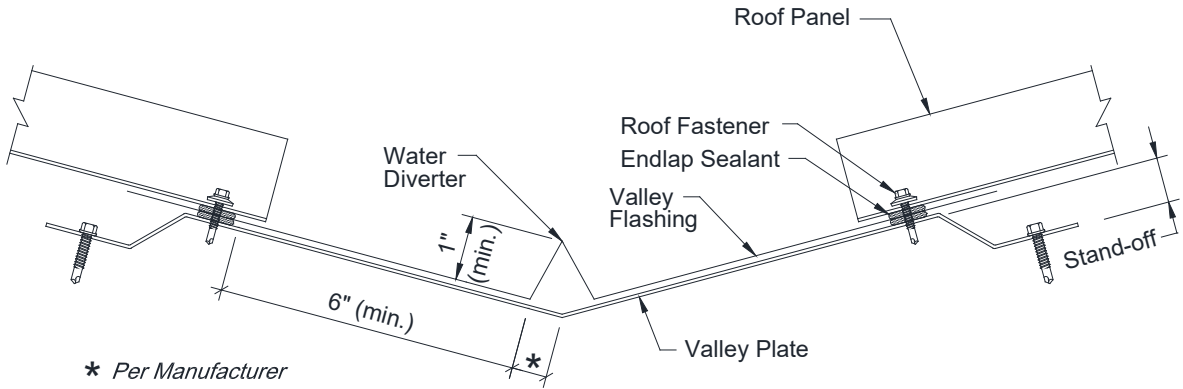 Roof Panel
Roof Fastener
Endlap Sealant
Water
Diverter
Valley
Flashing
1"
(min.)
Stand-off
6" (min.)
*
Valley Plate
* Per Manufacturer